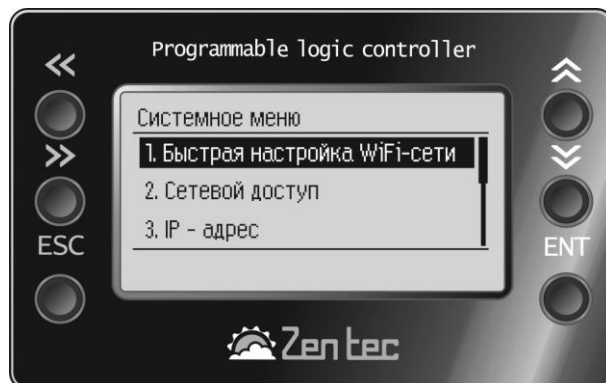 Programmable logic controller
<<
>>
ESC
Системное меню
1. Быстрая настройка WiFi-сети
2. Сетевой доступ
3. IP - адрес
ENT
Zentec